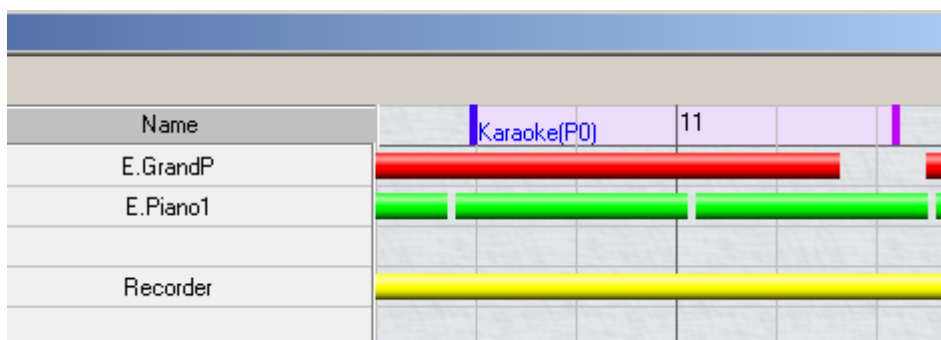 Name
Karaoke(P0)
11
E.GrandP
E.Piano1
Recorder